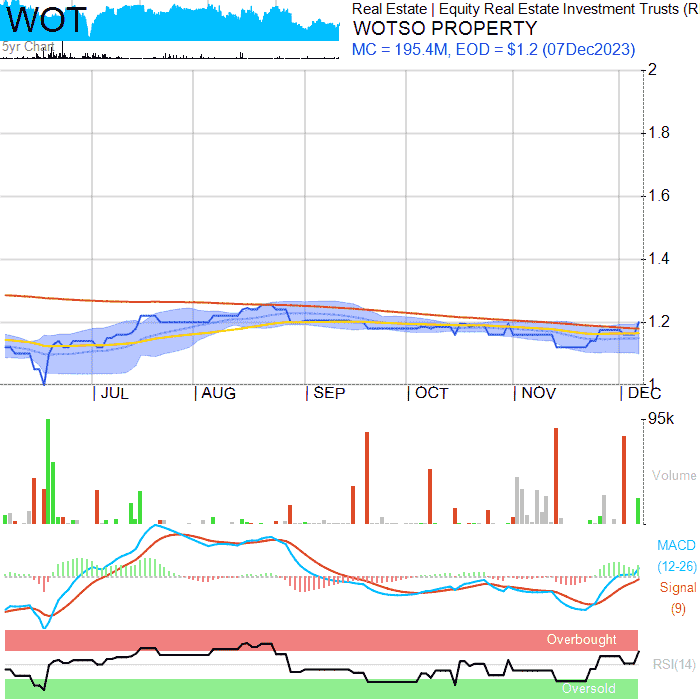 WOT
5yr Chart
Real Estate | Equity Real Estate Investment Trusts (R
WOTSO PROPERTY
MC = 195.4M, EOD = $1.2 (07Dec2023)
2
1.8
1.6
1.4
1.2
1
JUL AUG SEP OCT NOV DEC
95k
Volume
MACD
(12-26)
Signal
(9)
Overbought
RSI(14)
Oversold